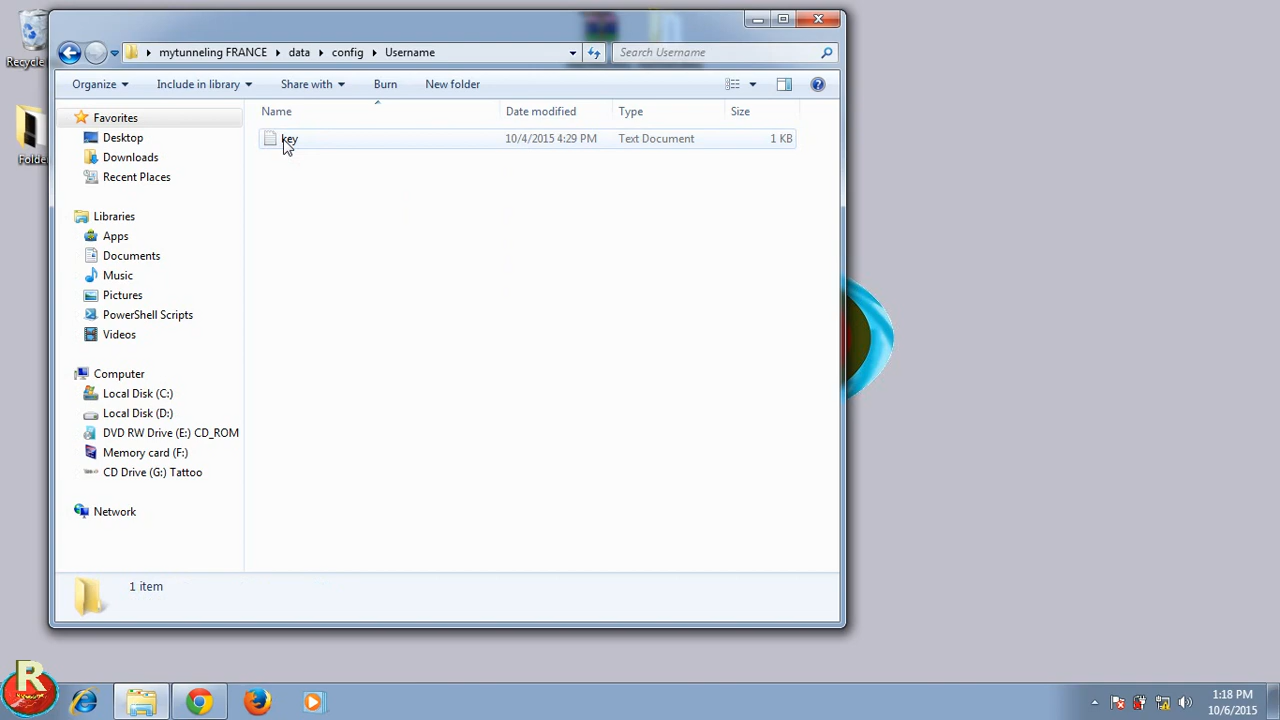 Recycle
Folde
mytunneling FRANCE data config Username
Search Username
Organize Include in library Share with Burn New folder
Name Date modified Type Size
key 10/4/2015 4:29 PM Text Document 1 KB
Favorites
Desktop
Downloads
Recent Places
Libraries
Apps
Documents
Music
Pictures
PowerShell Scripts
Videos
Computer
Local Disk (C:)
Local Disk (D:)
DVD RW Drive (E:) CD_ROM
Memory card (F:)
CD Drive (G:) Tattoo
Network
1 item
R
1:18 PM
10/6/2015